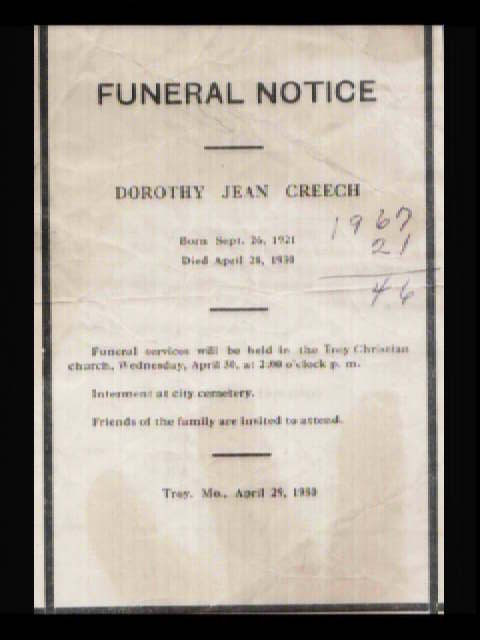 FUNERAL NOTICE
DOROTHY JEAN CREECH
Born Sept. 26, 1921
Died April 28, 1930
1967
21
46
Funeral services will be held in the Troy Christian
church, Wednesday, April 30, at 2:00 o'clock p. m.
Interment at city cemetery.
Friends of the family are invited to attend.
Troy, Mo., April 29, 1930